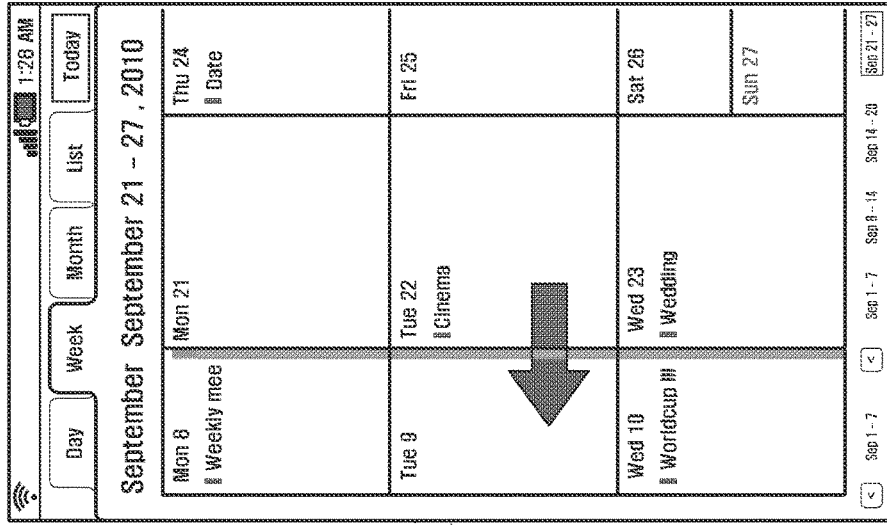 1:28 AM
Day Week Month List Today
September September 21 – 27, 2010
Mon 8
Weekly mee
Mon 21
Thu 24
Date
Tue 9
Tue 22
Cinema
Fri 25
Wed 10
Worldcup III
Wed 23
Wedding
Sat 26
Sun 27
< Sep 1 - 7 < Sep 1 - 7 Sep 8 - 14 Sep 14 - 20 Sep 21 - 27